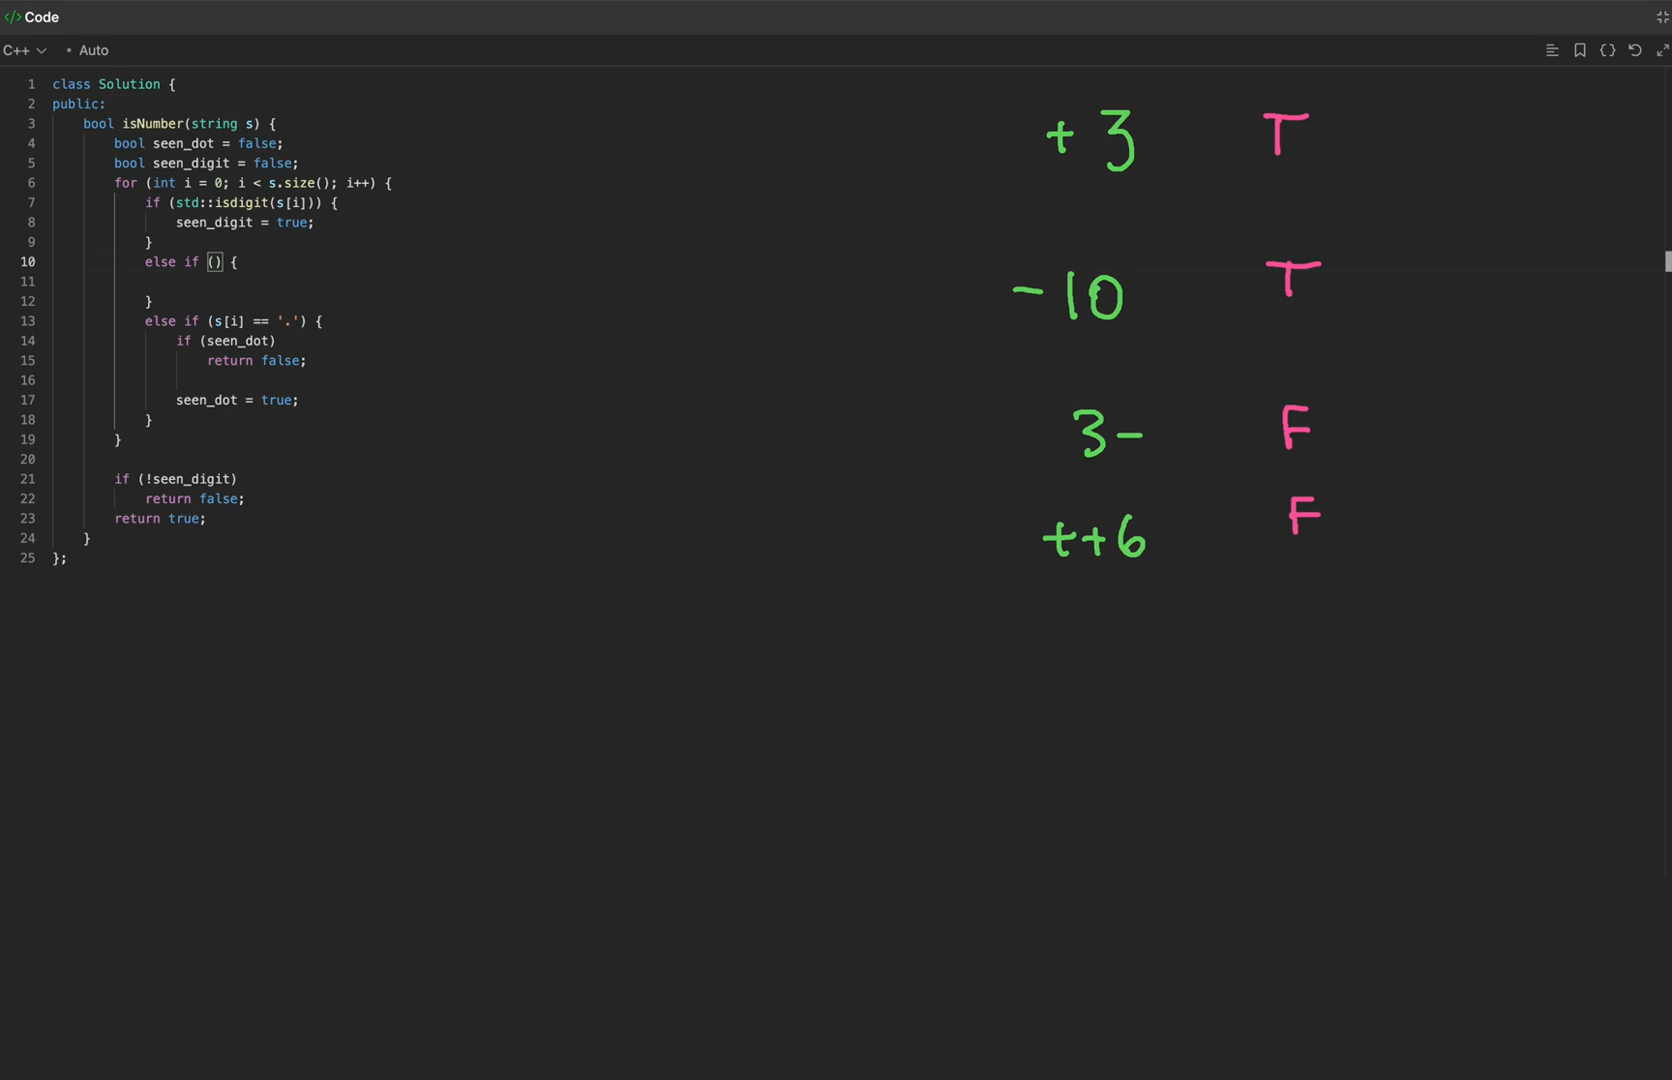 </> Code
C++ • Auto
1 class Solution {
2 public:
3 bool isNumber(string s) {
4 bool seen_dot = false;
5 bool seen_digit = false;
6 for (int i = 0; i < s.size(); i++) {
7 if (std::isdigit(s[i])) {
8 seen_digit = true;
9 }
10 else if () {
11
12 }
13 else if (s[i] == '.') {
14 if (seen_dot)
15 return false;
16
17 seen_dot = true;
18 }
19 }
20
21 if (!seen_digit)
22 return false;
23 return true;
24 }
25 };
+3 T
-10 T
3- F
++6 F